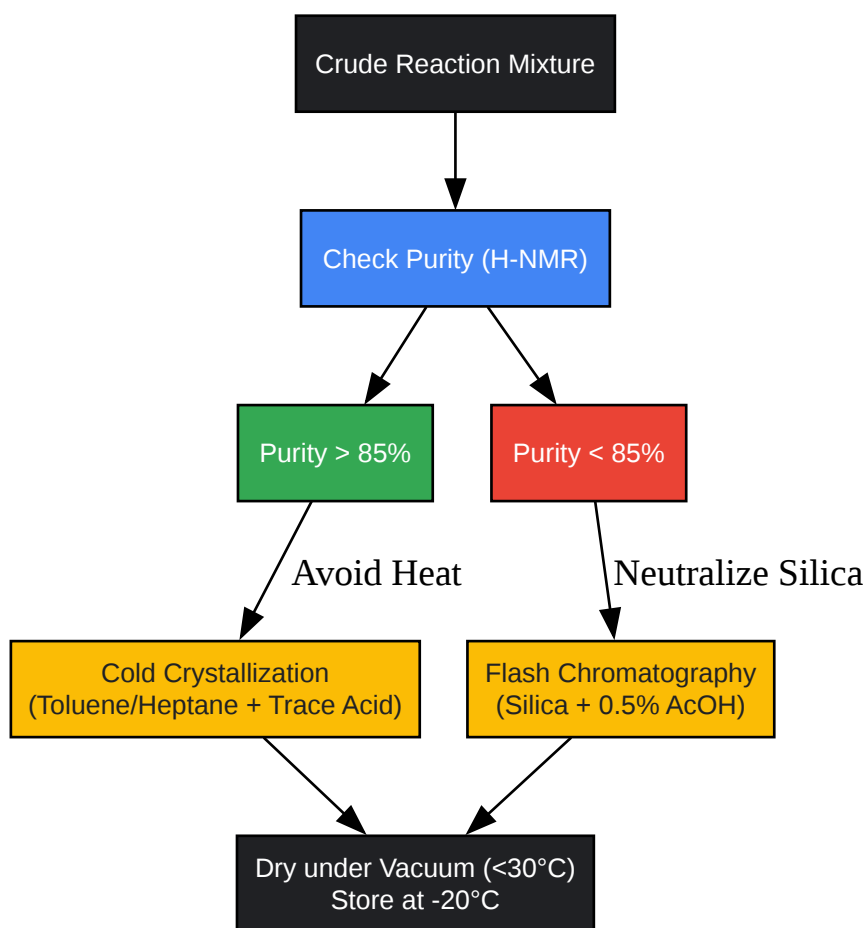 Crude Reaction Mixture
Check Purity (H-NMR)
Purity > 85%
Purity < 85%
Avoid Heat
Neutralize Silica
Cold Crystallization
(Toluene/Heptane + Trace Acid)
Flash Chromatography
(Silica + 0.5% AcOH)
Dry under Vacuum (<30°C)
Store at -20°C